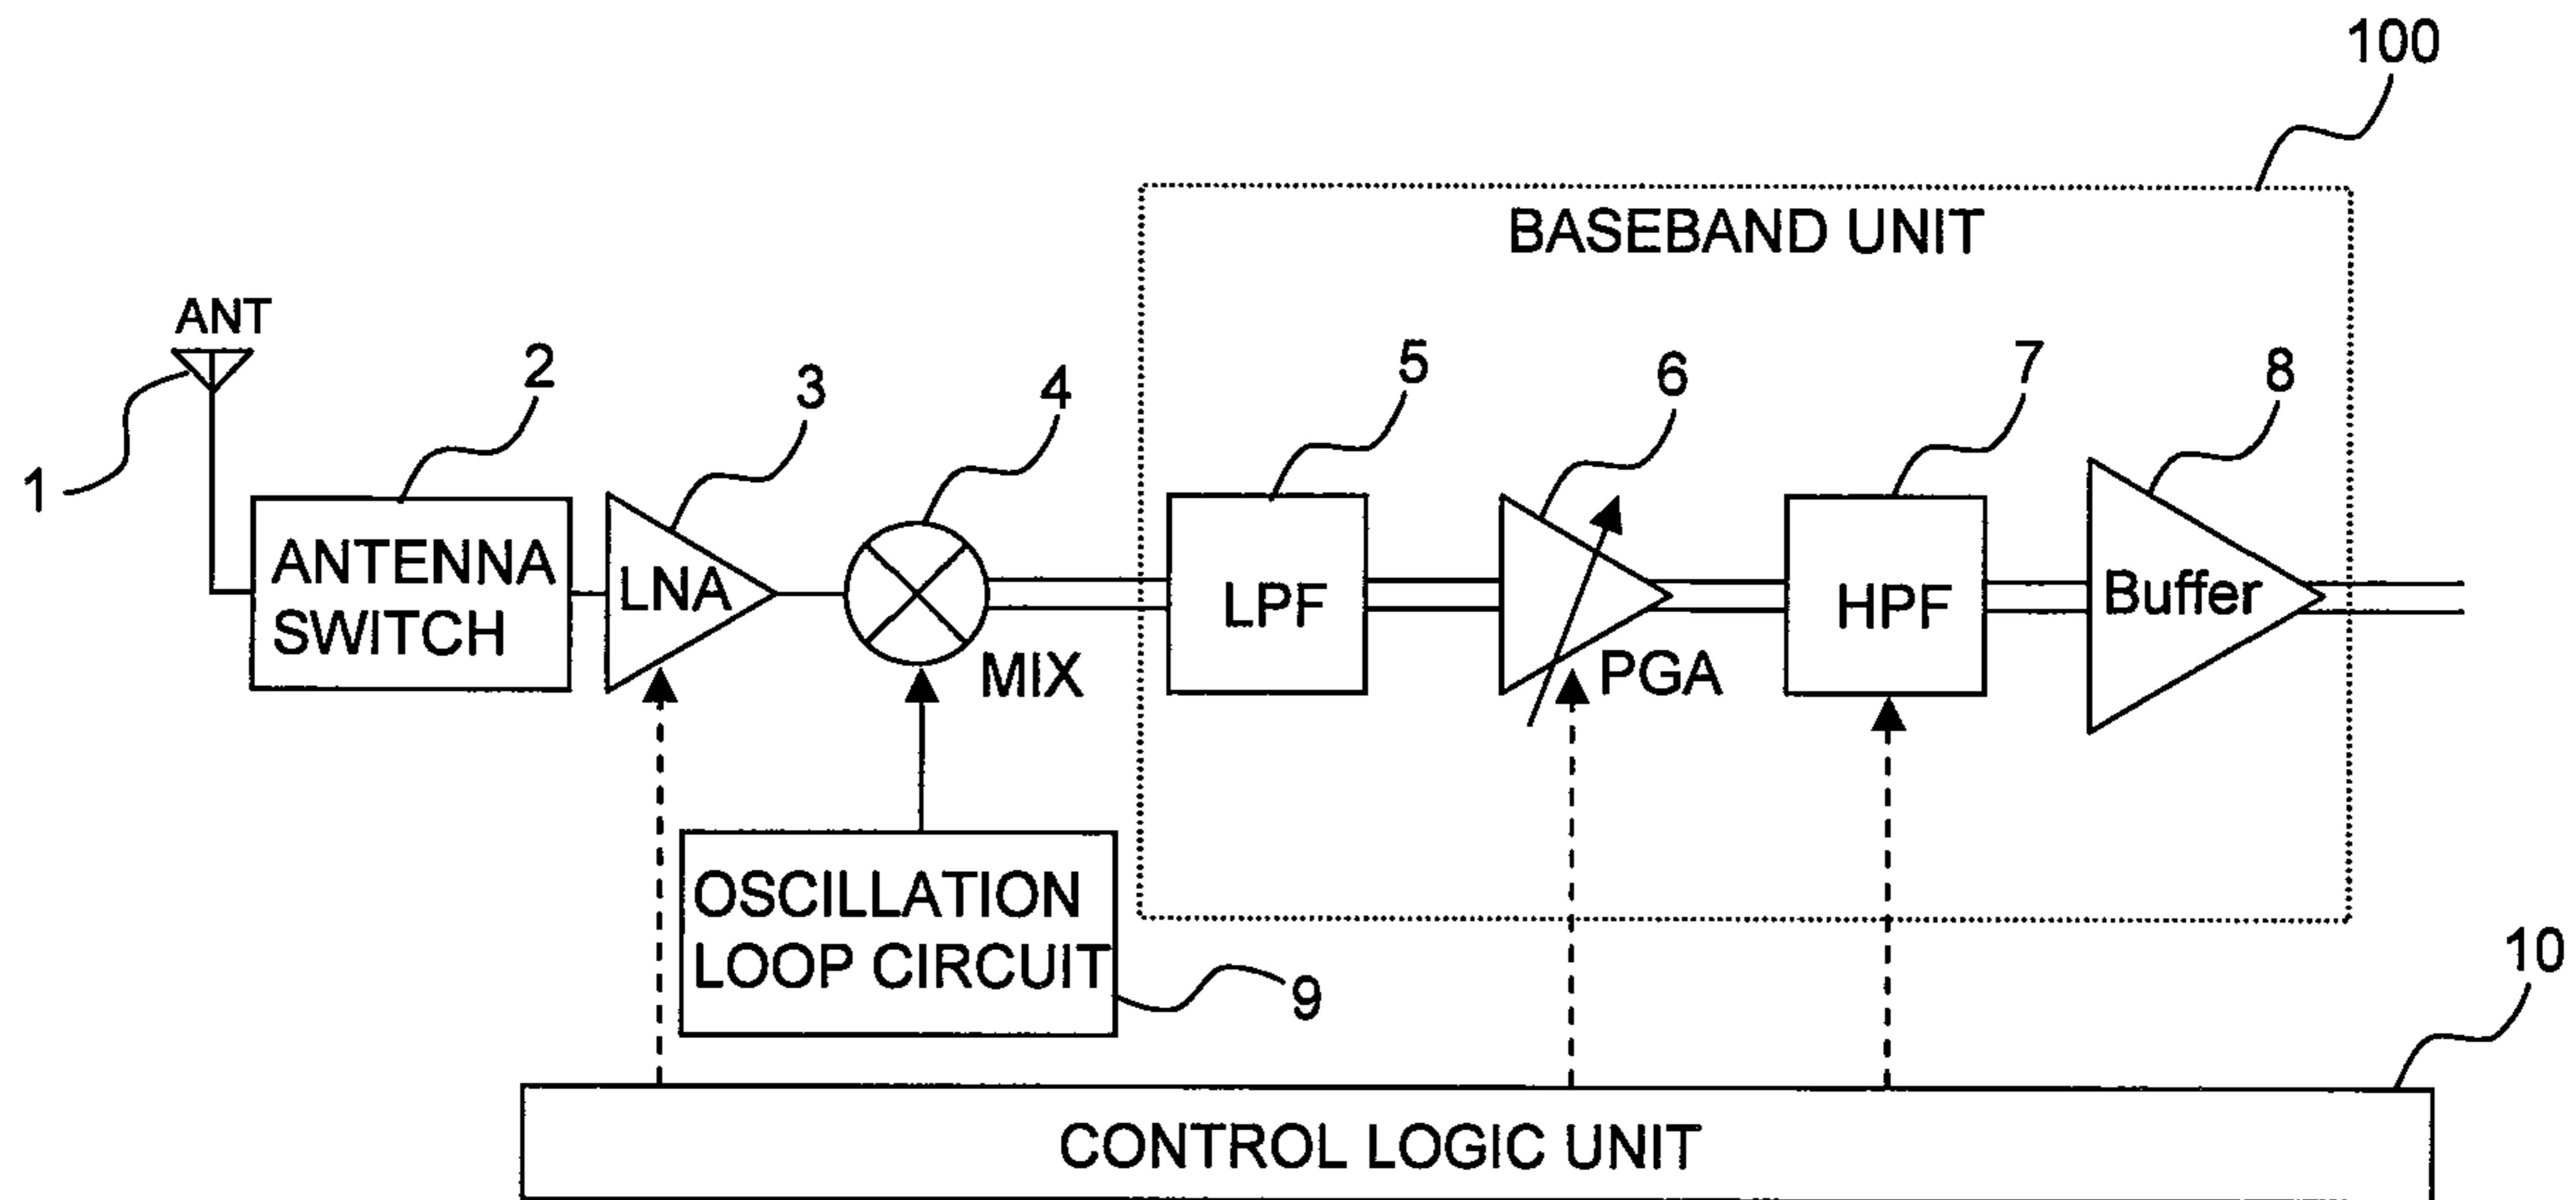 100
BASEBAND UNIT
ANT
1
2
3
4
5
6
7
8
ANTENNA
SWITCH
LNA
MIX
LPF
PGA
HPF
Buffer
OSCILLATION
LOOP CIRCUIT
9
10
CONTROL LOGIC UNIT